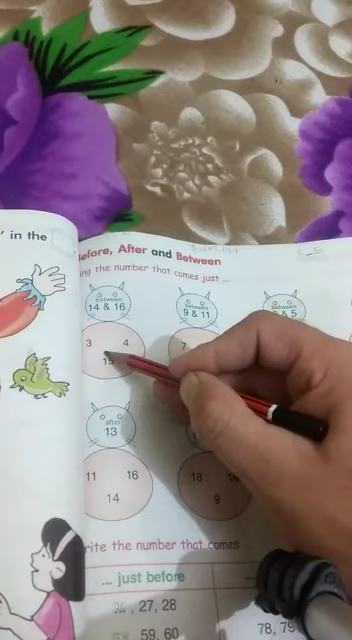 ' in the
Before, After and Between
ing the number that comes just ...
between
14 & 16
between
9 & 11
& 5
3 4
15
7
after
13
11 16
14
18 16
9
rite the number that comes
... just before
, 27, 28
, 59, 60
78, 79